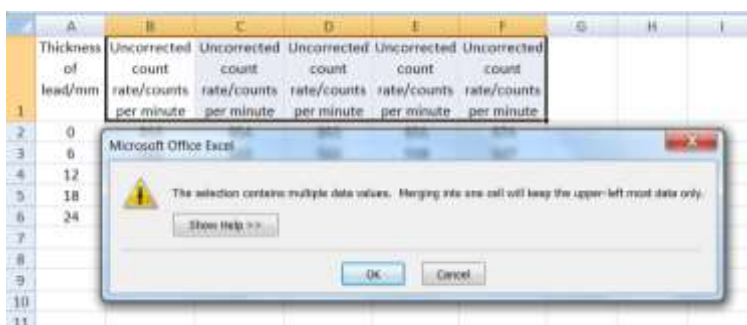 A B C D E F G H I
Thickness Uncorrected Uncorrected Uncorrected Uncorrected Uncorrected
of count count count count count
lead/mm rate/counts rate/counts rate/counts rate/counts rate/counts
1 per minute per minute per minute per minute per minute
2 0
3 6
4 12
5 18
6 24
7
8
9
10
11
Microsoft Office Excel
The selection contains multiple data values. Merging into one cell will keep the upper-left most data only.
Show Help >>
OK Cancel